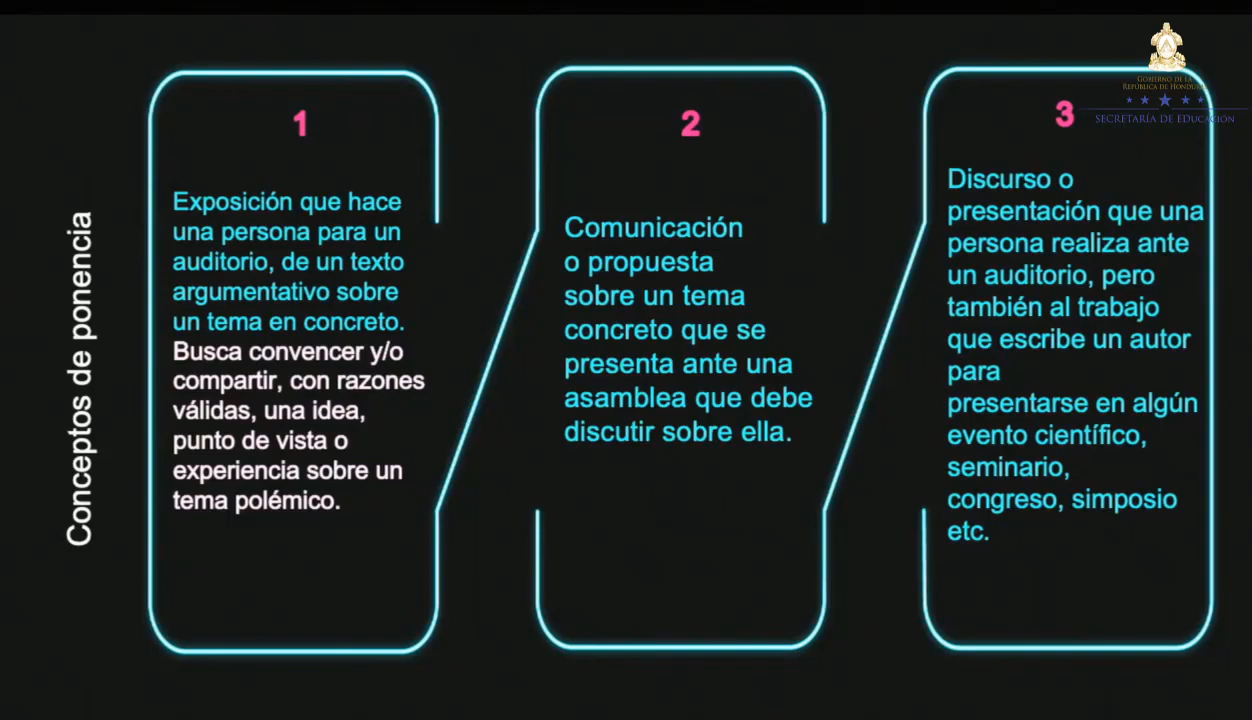 Conceptos de ponencia
1
Exposición que hace
una persona para un
auditorio, de un texto
argumentativo sobre
un tema en concreto.
Busca convencer y/o
compartir, con razones
válidas, una idea,
punto de vista o
experiencia sobre un
tema polémico.
2
Comunicación
o propuesta
sobre un tema
concreto que se
presenta ante una
asamblea que debe
discutir sobre ella.
3
Discurso o
presentación que una
persona realiza ante
un auditorio, pero
también al trabajo
que escribe un autor
para
presentarse en algún
evento científico,
seminario,
congreso, simposio
etc.
GOBIERNO DE LA
REPÚBLICA DE HONDURAS
SECRETARÍA DE EDUCACIÓN